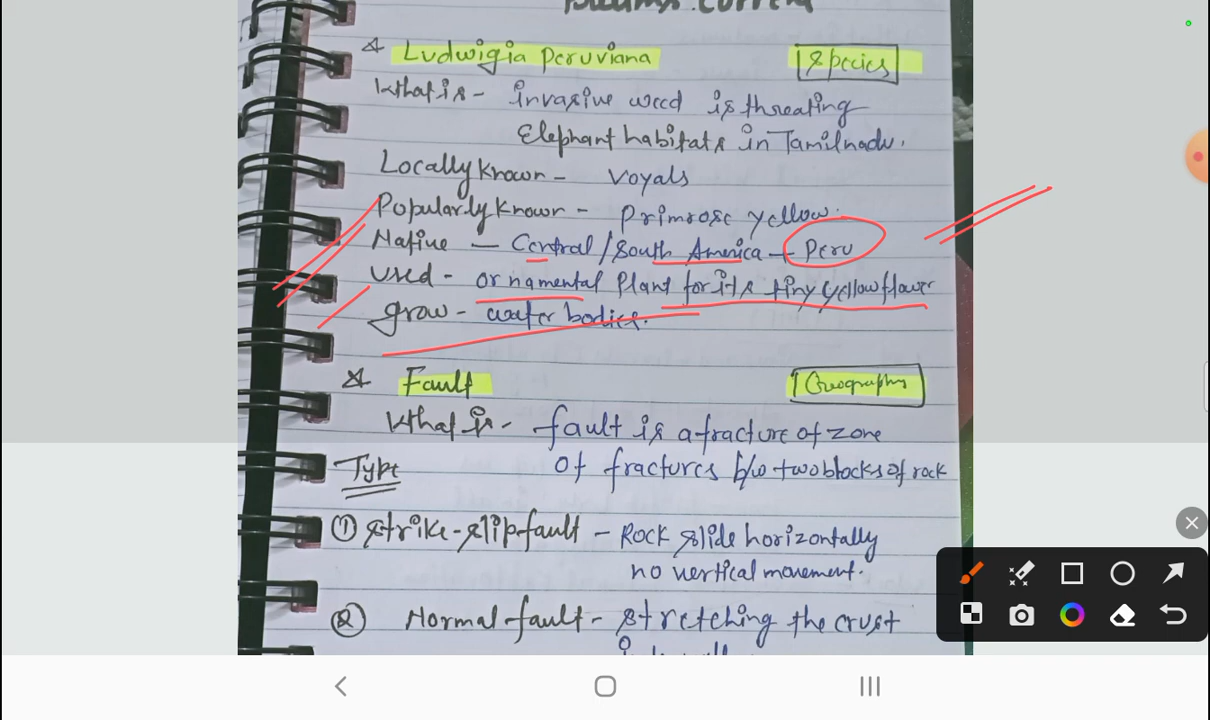 Ludwigia Peruviana Species
What is - invasive weed is threating
Elephant habitats in Tamilnadu.
Locally Known - Voyals
Popularly Known - Primrose yellow.
Native - Central/South America - Peru
Used - ornamental Plant for its tiny yellow flower
grow - water bodies.
Fault Geography
What is - fault is a fracture of zone
Type of fractures b/w two blocks of rock
① Strike-slip fault - Rock slide horizontally
no vertical movement.
② Normal fault - stretching the crust